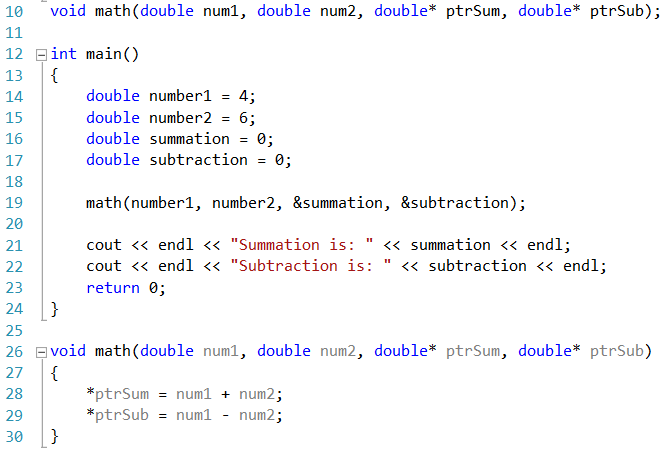 10 void math(double num1, double num2, double* ptrSum, double* ptrSub);
11
12 int main()
13 {
14 double number1 = 4;
15 double number2 = 6;
16 double summation = 0;
17 double subtraction = 0;
18
19 math(number1, number2, &summation, &subtraction);
20
21 cout << endl << "Summation is: " << summation << endl;
22 cout << endl << "Subtraction is: " << subtraction << endl;
23 return 0;
24 }
25
26 void math(double num1, double num2, double* ptrSum, double* ptrSub)
27 {
28 *ptrSum = num1 + num2;
29 *ptrSub = num1 - num2;
30 }